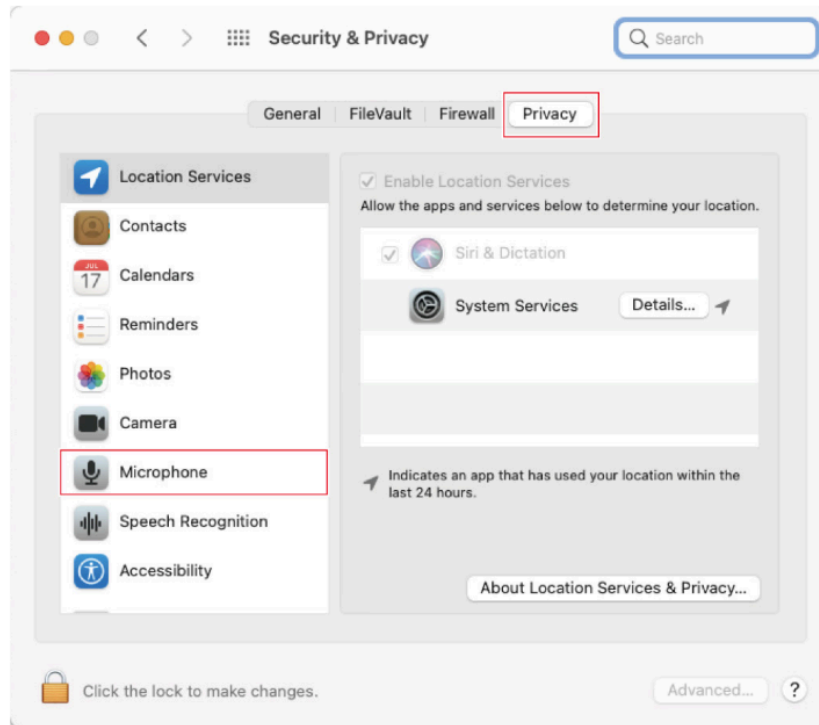 Security & Privacy
Search
General FileVault Firewall Privacy
Location Services
Contacts
JUL
17
Calendars
Reminders
Photos
Camera
Microphone
Speech Recognition
Accessibility
Enable Location Services
Allow the apps and services below to determine your location.
Siri & Dictation
System Services Details...
Indicates an app that has used your location within the
last 24 hours.
About Location Services & Privacy...
Click the lock to make changes.
Advanced... ?